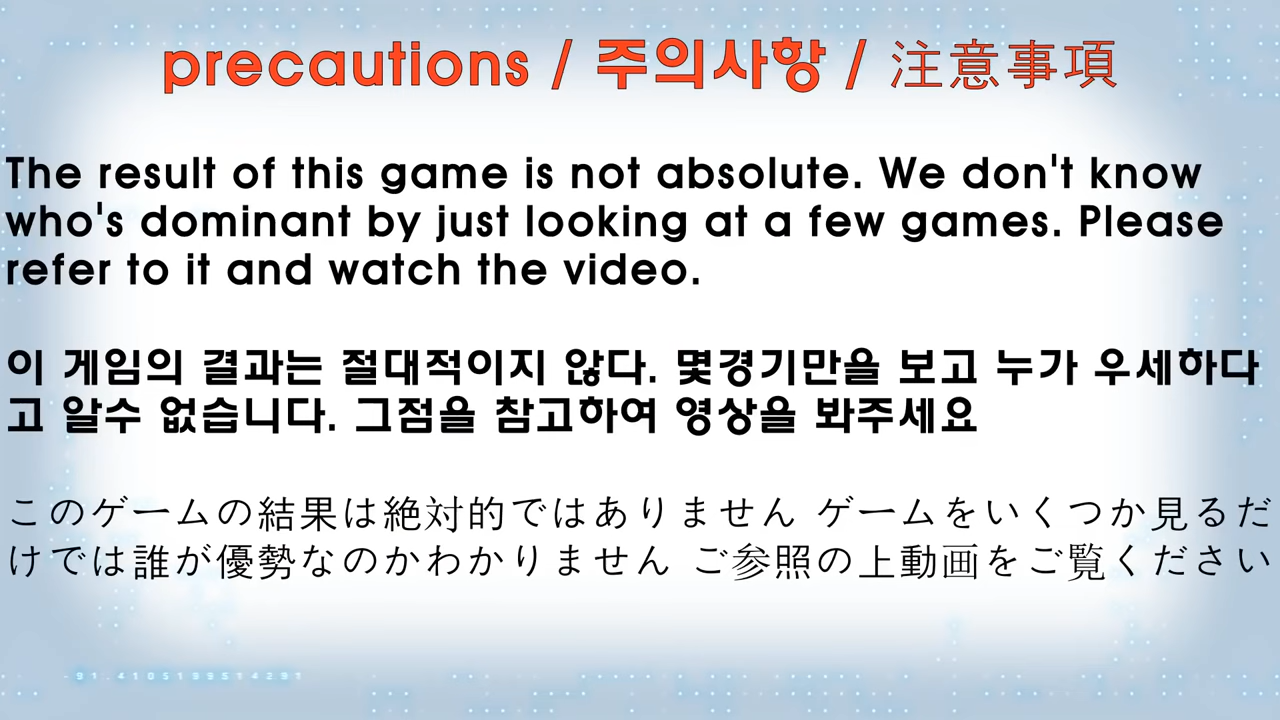 precautions / 주의사항 / 注意事項
The result of this game is not absolute. We don't know
who's dominant by just looking at a few games. Please
refer to it and watch the video.
이 게임의 결과는 절대적이지 않다. 몇경기만을 보고 누가 우세하다
고 알수 없습니다. 그점을 참고하여 영상을 봐주세요
このゲームの結果は絶対的ではありません ゲームをいくつか見るだ
けでは誰が優勢なのかわかりません ご参照の上動画をご覧ください